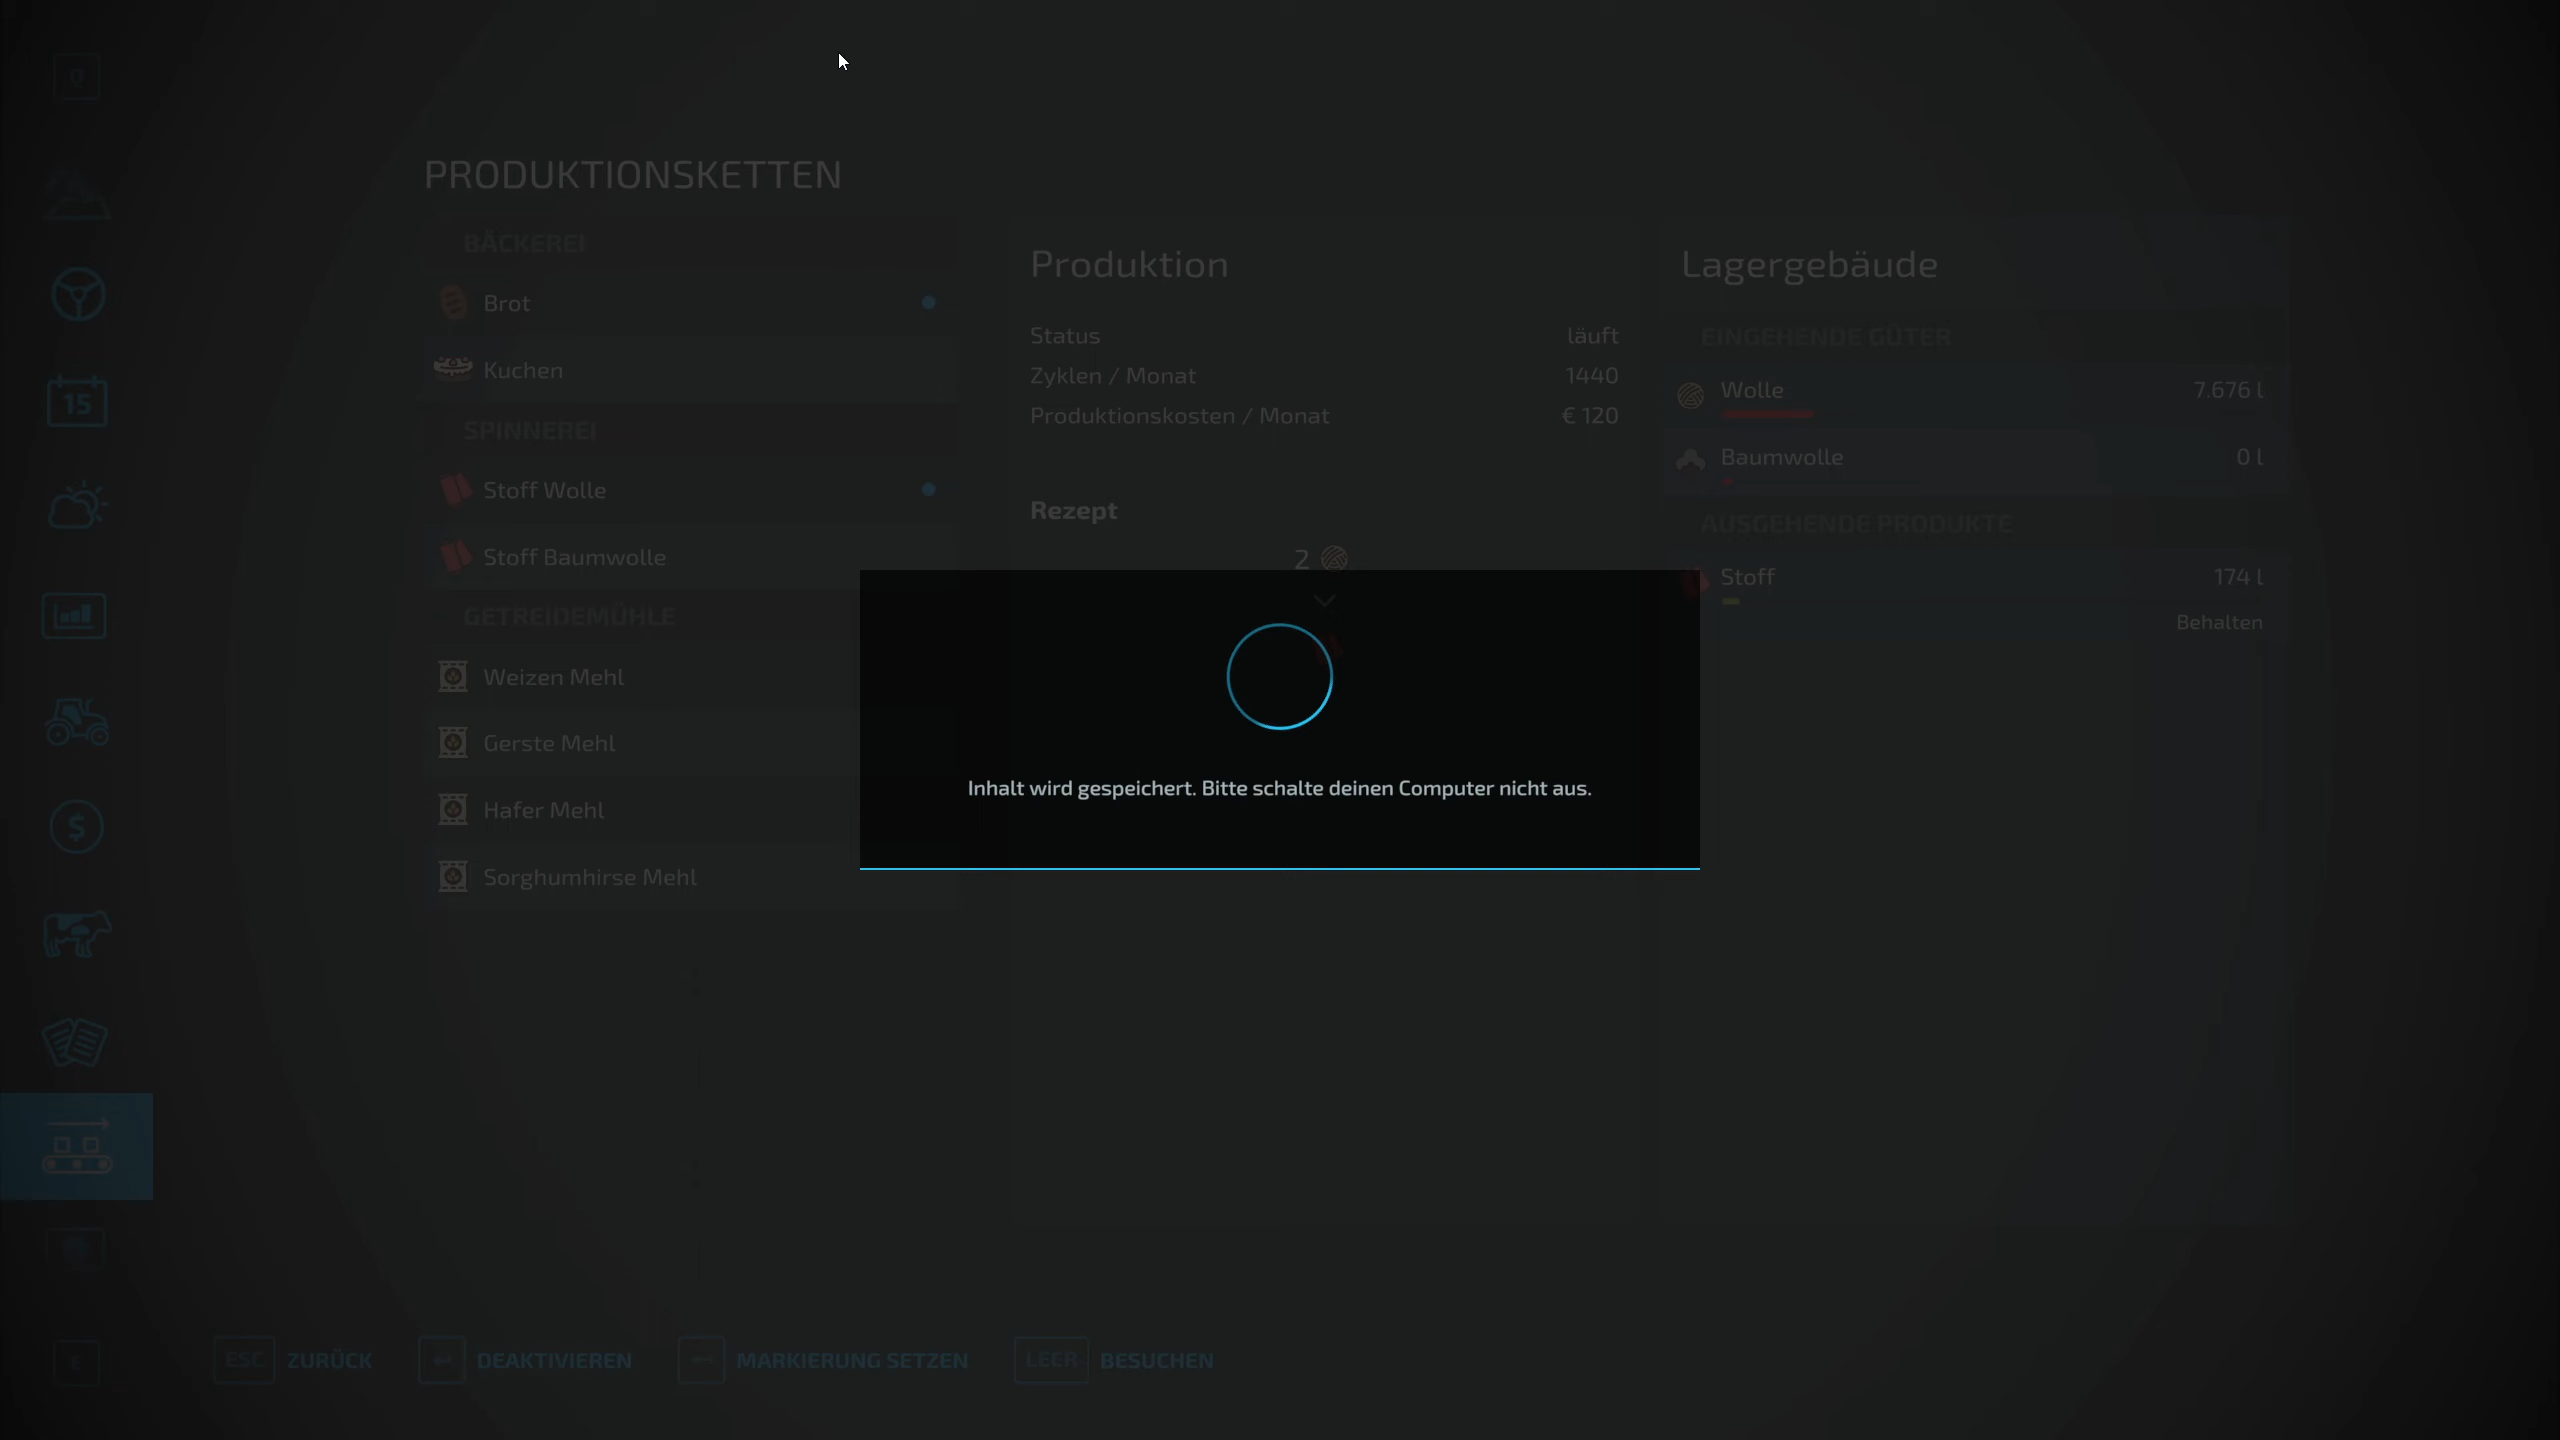 Q
PRODUKTIONSKETTEN
BÄCKEREI
Brot
Kuchen
SPINNEREI
Stoff Wolle
Stoff Baumwolle
GETREIDEMÜHLE
Weizen Mehl
Gerste Mehl
Hafer Mehl
Sorghumhirse Mehl
Produktion
Status läuft
Zyklen / Monat 1440
Produktionskosten / Monat € 120
Rezept
2
Lagergebäude
EINGEHENDE GÜTER
Wolle 7.676 l
Baumwolle 0 l
AUSGEHENDE PRODUKTE
Stoff 174 l
Behalten
Inhalt wird gespeichert. Bitte schalte deinen Computer nicht aus.
15
$
E
ESC ZURÜCK DEAKTIVIEREN MARKIERUNG SETZEN LEER BESUCHEN